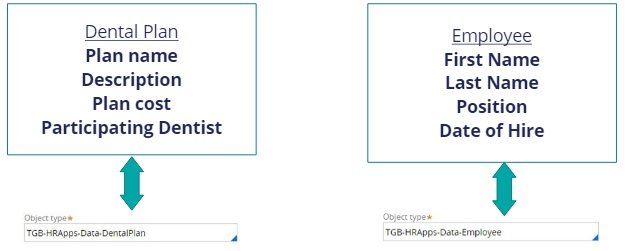 Dental Plan
Plan name
Description
Plan cost
Participating Dentist
Object type★
TGB-HRApps-Data-DentalPlan
Employee
First Name
Last Name
Position
Date of Hire
Object type★
TGB-HRApps-Data-Employee